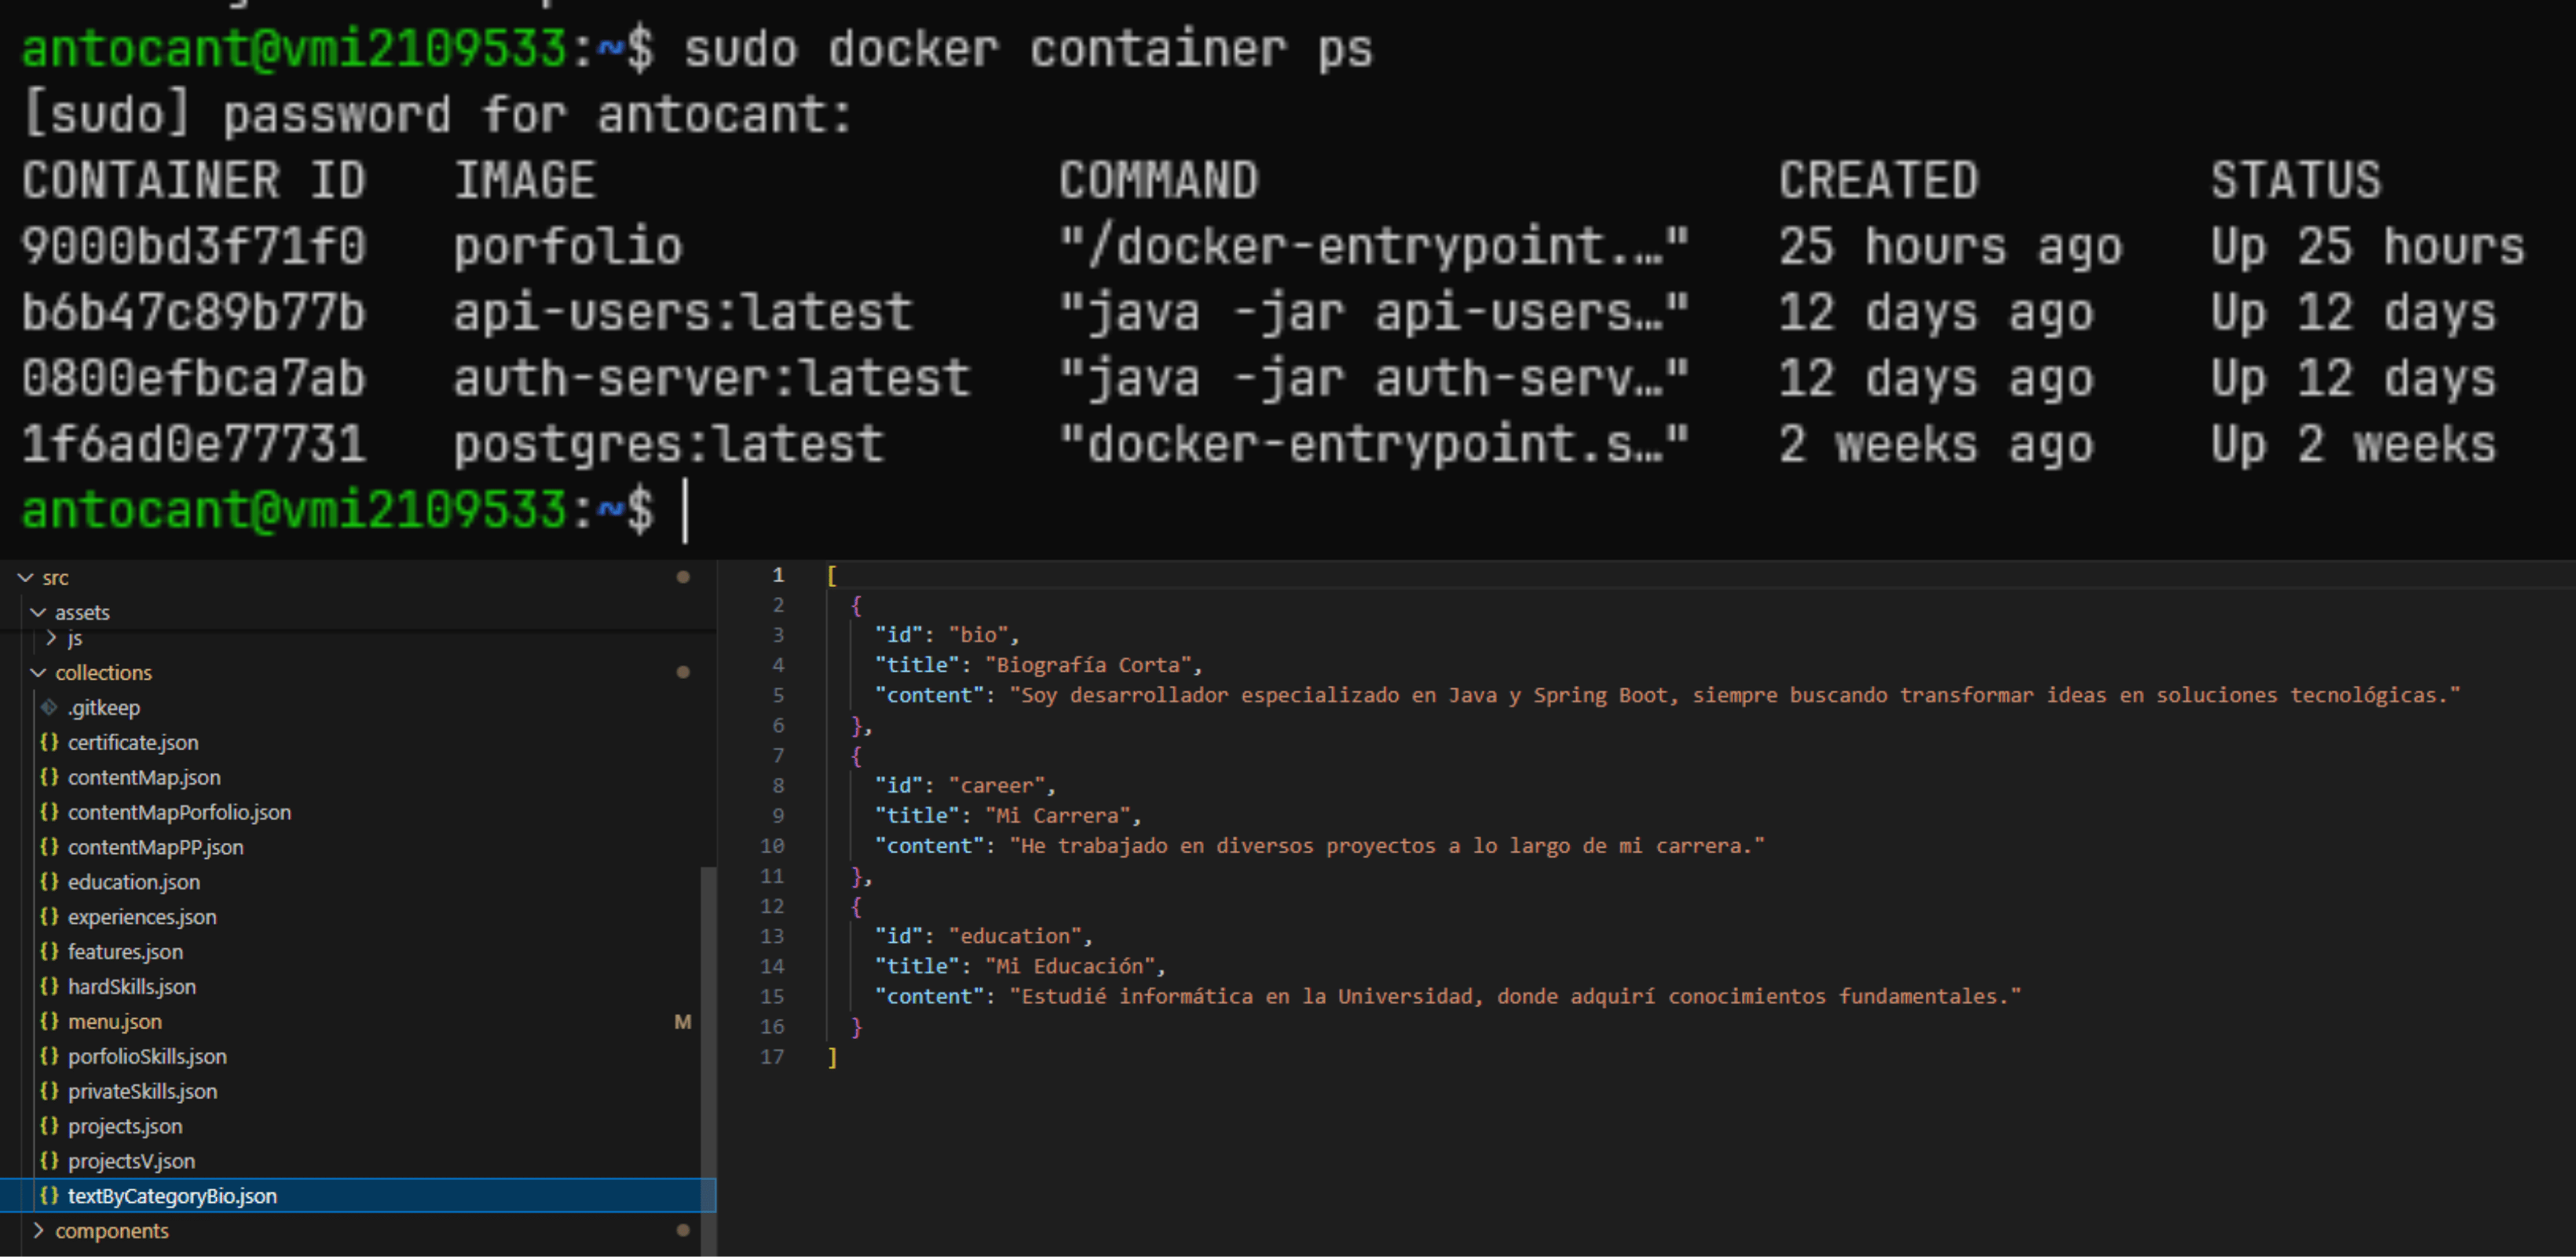 antocant@vmi2109533:~$ sudo docker container ps
[sudo] password for antocant:
CONTAINER ID IMAGE COMMAND CREATED STATUS
9000bd3f71f0 porfolio "/docker-entrypoint.…" 25 hours ago Up 25 hours
b6b47c89b77b api-users:latest "java -jar api-users…" 12 days ago Up 12 days
0800efbca7ab auth-server:latest "java -jar auth-serv…" 12 days ago Up 12 days
1f6ad0e77731 postgres:latest "docker-entrypoint.s…" 2 weeks ago Up 2 weeks
antocant@vmi2109533:~$
src
assets
js
collections
.gitkeep
certificate.json
contentMap.json
contentMapPorfolio.json
contentMapPP.json
education.json
experiences.json
features.json
hardSkills.json
menu.json M
porfolioSkills.json
privateSkills.json
projects.json
projectsV.json
textByCategoryBio.json
components
1 [
2 {
3 "id": "bio",
4 "title": "Biografía Corta",
5 "content": "Soy desarrollador especializado en Java y Spring Boot, siempre buscando transformar ideas en soluciones tecnológicas."
6 },
7 {
8 "id": "career",
9 "title": "Mi Carrera",
10 "content": "He trabajado en diversos proyectos a lo largo de mi carrera."
11 },
12 {
13 "id": "education",
14 "title": "Mi Educación",
15 "content": "Estudié informática en la Universidad, donde adquirí conocimientos fundamentales."
16 }
17 ]